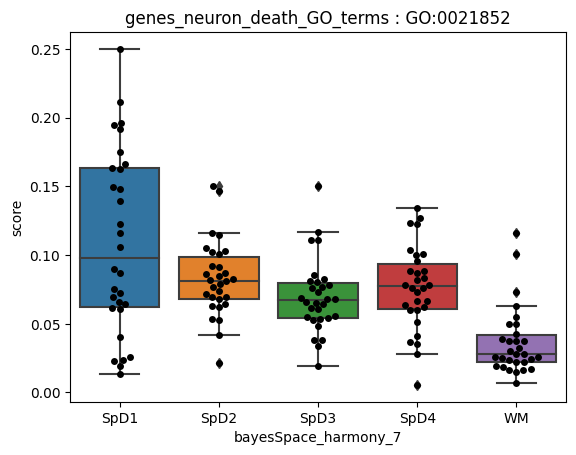 genes_neuron_death_GO_terms : GO:0021852
0.25
0.20
0.15
0.10
0.05
0.00
score
SpD1 SpD2 SpD3 SpD4 WM
bayesSpace_harmony_7